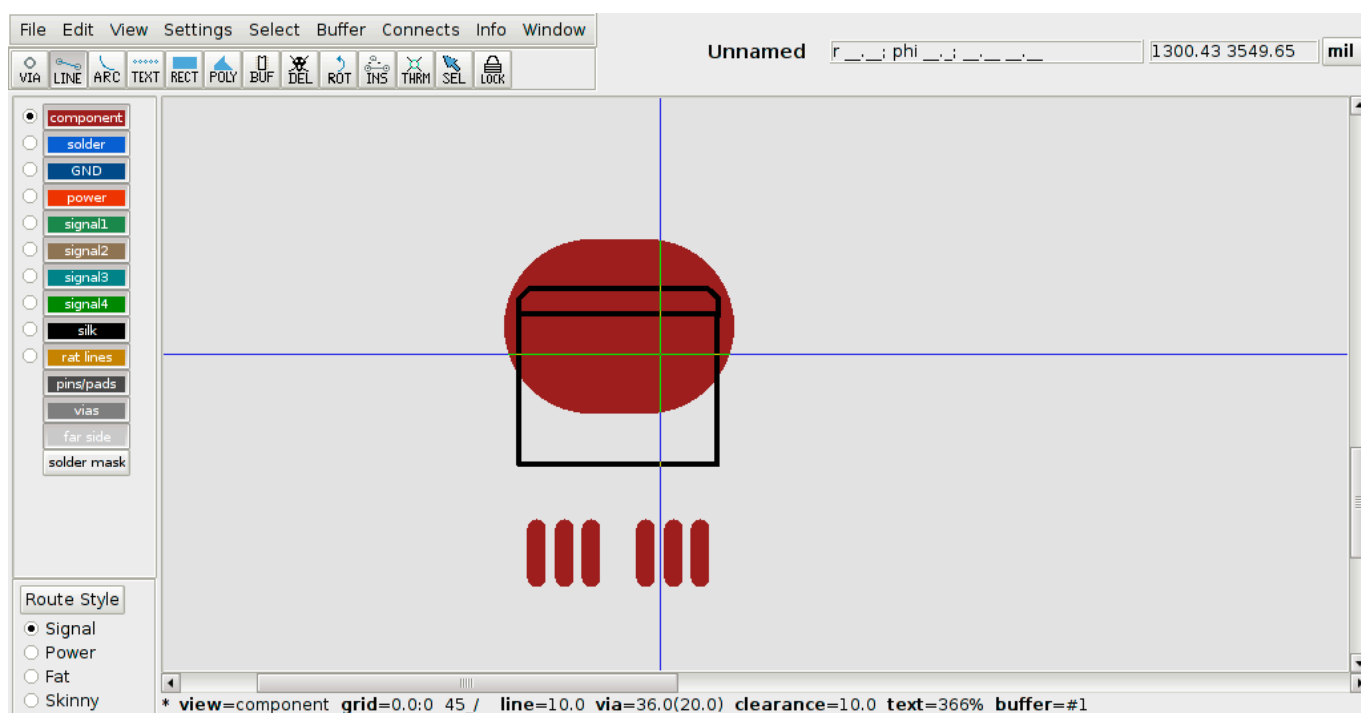 File Edit View Settings Select Buffer Connects Info Window
Unnamed r __.__; phi __._; __.__ __.__ 1300.43 3549.65 mil
VIA LINE ARC TEXT RECT POLY BUF DEL ROT INS THRM SEL LOCK
component
solder
GND
power
signal1
signal2
signal3
signal4
silk
rat lines
pins/pads
vias
far side
solder mask
Route Style
Signal
Power
Fat
Skinny
* view=component grid=0.0:0 45 / line=10.0 via=36.0(20.0) clearance=10.0 text=366% buffer=#1